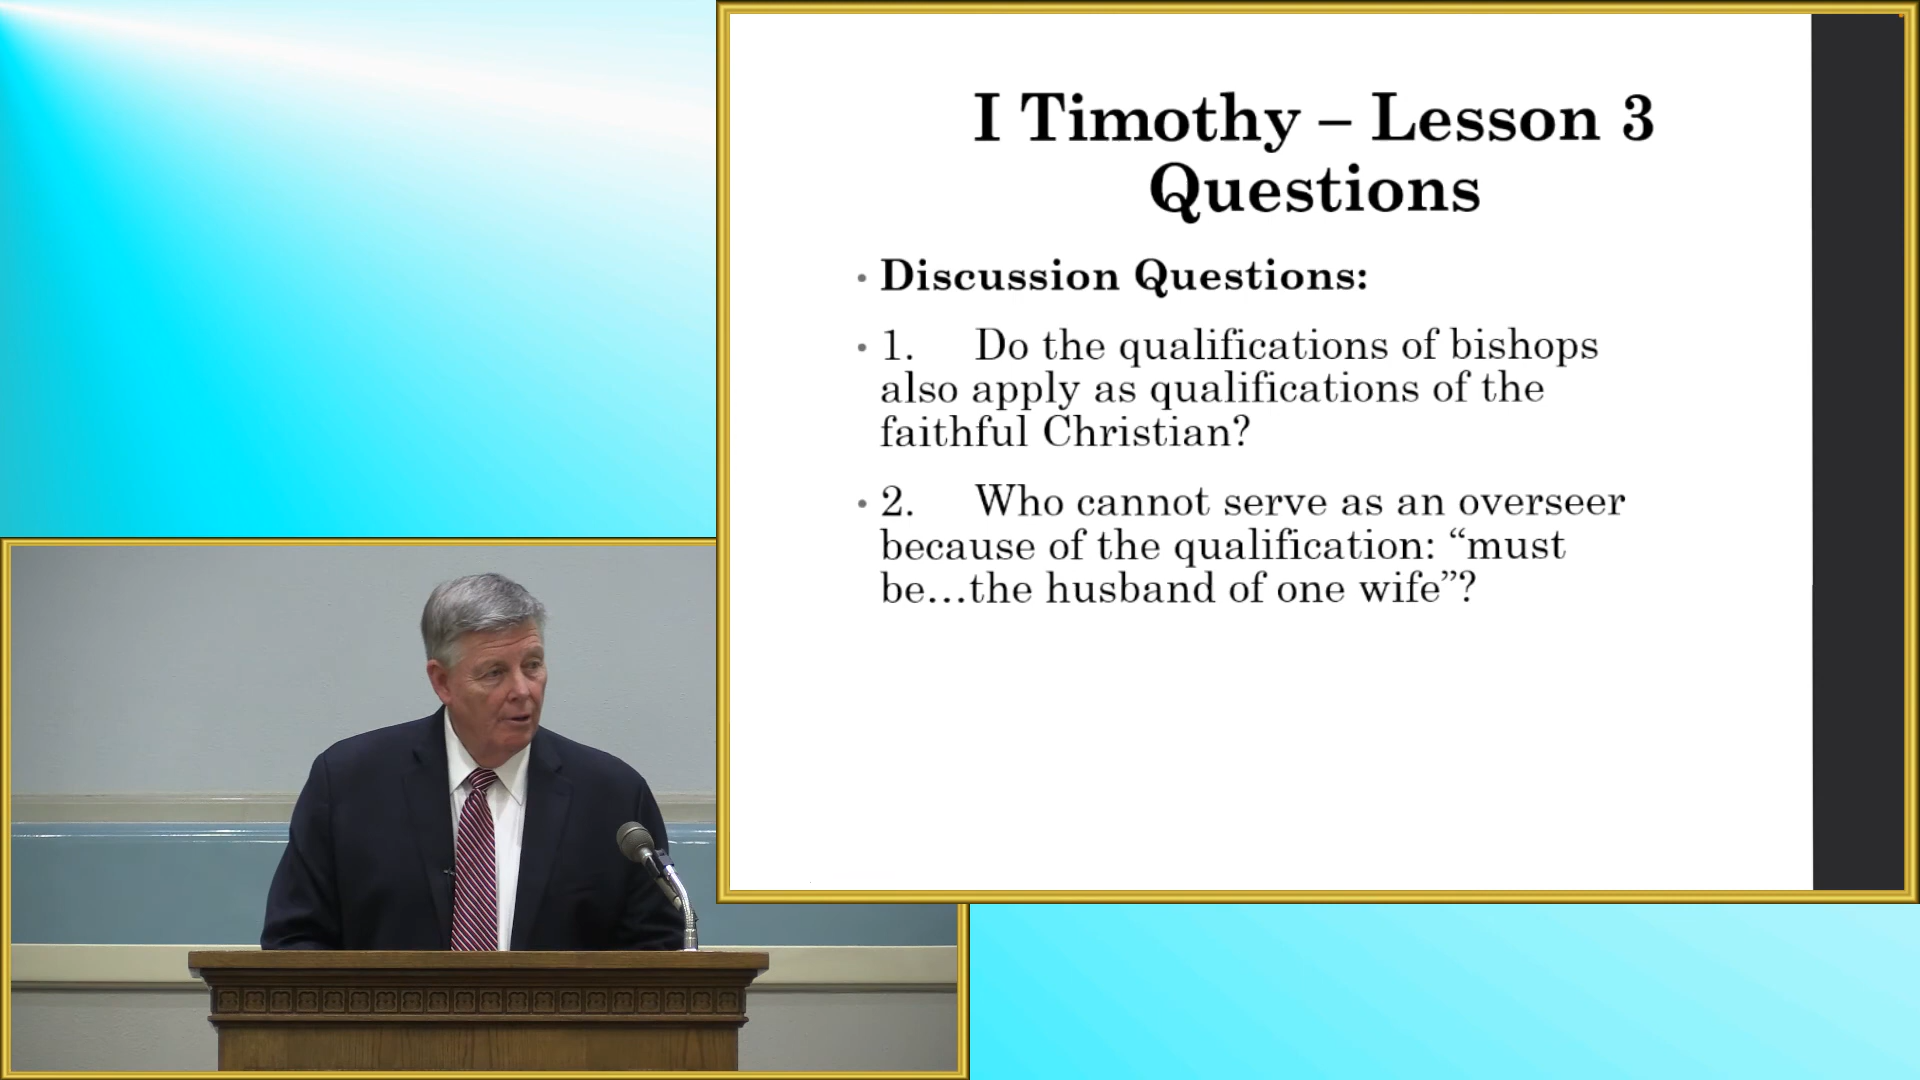 I Timothy – Lesson 3
Questions
• Discussion Questions:
• 1. Do the qualifications of bishops
also apply as qualifications of the
faithful Christian?
• 2. Who cannot serve as an overseer
because of the qualification: “must
be…the husband of one wife”?